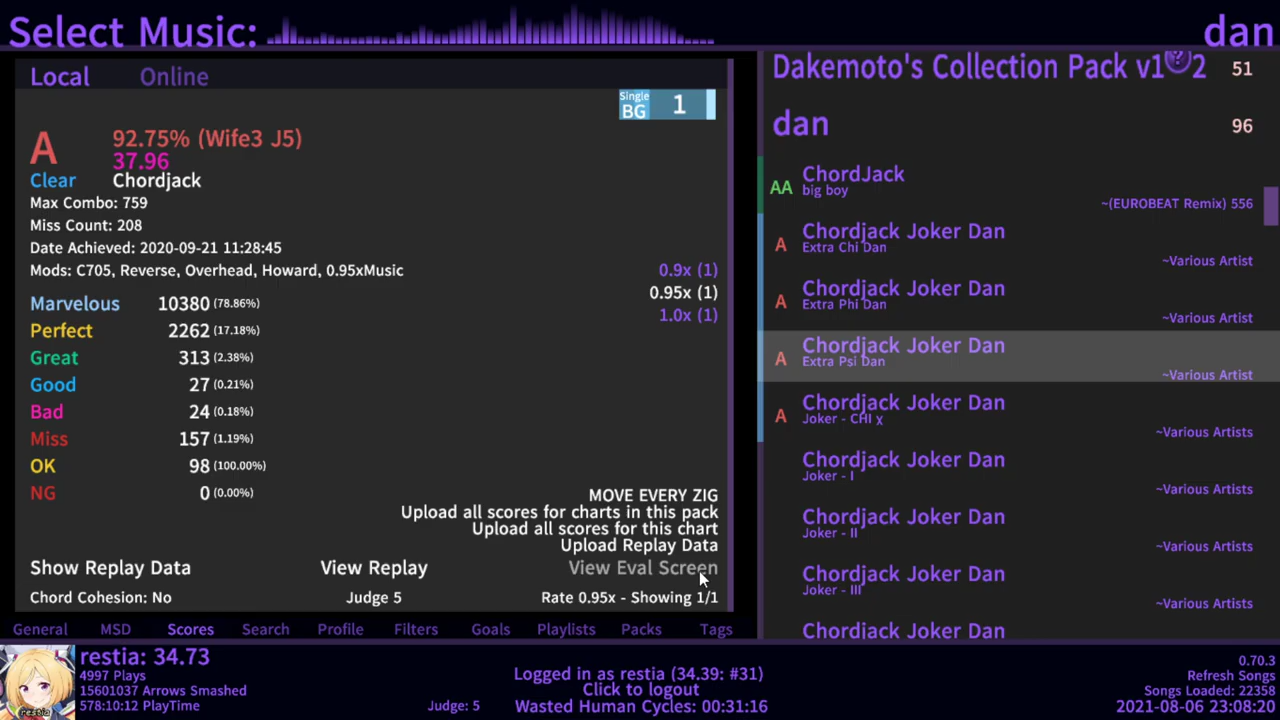 Select Music:
dan
Local
Online
Single
BG
1
A
92.75% (Wife3 J5)
37.96
Clear
Chordjack
Max Combo: 759
Miss Count: 208
Date Achieved: 2020-09-21 11:28:45
Mods: C705, Reverse, Overhead, Howard, 0.95xMusic
0.9x (1)
0.95x (1)
1.0x (1)
Marvelous 10380 (78.86%)
Perfect 2262 (17.18%)
Great 313 (2.38%)
Good 27 (0.21%)
Bad 24 (0.18%)
Miss 157 (1.19%)
OK 98 (100.00%)
NG 0 (0.00%)
MOVE EVERY ZIG
Upload all scores for charts in this pack
Upload all scores for this chart
Upload Replay Data
Show Replay Data
View Replay
View Eval Screen
Chord Cohesion: No
Judge 5
Rate 0.95x - Showing 1/1
Dakemoto's Collection Pack v1 2 51
dan 96
AA
ChordJack
big boy
~(EUROBEAT Remix) 556
A
Chordjack Joker Dan
Extra Chi Dan
~Various Artist
A
Chordjack Joker Dan
Extra Phi Dan
~Various Artist
A
Chordjack Joker Dan
Extra Psi Dan
~Various Artist
A
Chordjack Joker Dan
Joker - CHI χ
~Various Artists
Chordjack Joker Dan
Joker - I
~Various Artists
Chordjack Joker Dan
Joker - II
~Various Artists
Chordjack Joker Dan
Joker - III
~Various Artists
Chordjack Joker Dan
General MSD Scores Search Profile Filters Goals Playlists Packs Tags
restia
restia: 34.73
4997 Plays
15601037 Arrows Smashed
578:10:12 PlayTime
Judge: 5
Logged in as restia (34.39: #31)
Click to logout
Wasted Human Cycles: 00:31:16
0.70.3
Refresh Songs
Songs Loaded: 22358
2021-08-06 23:08:20